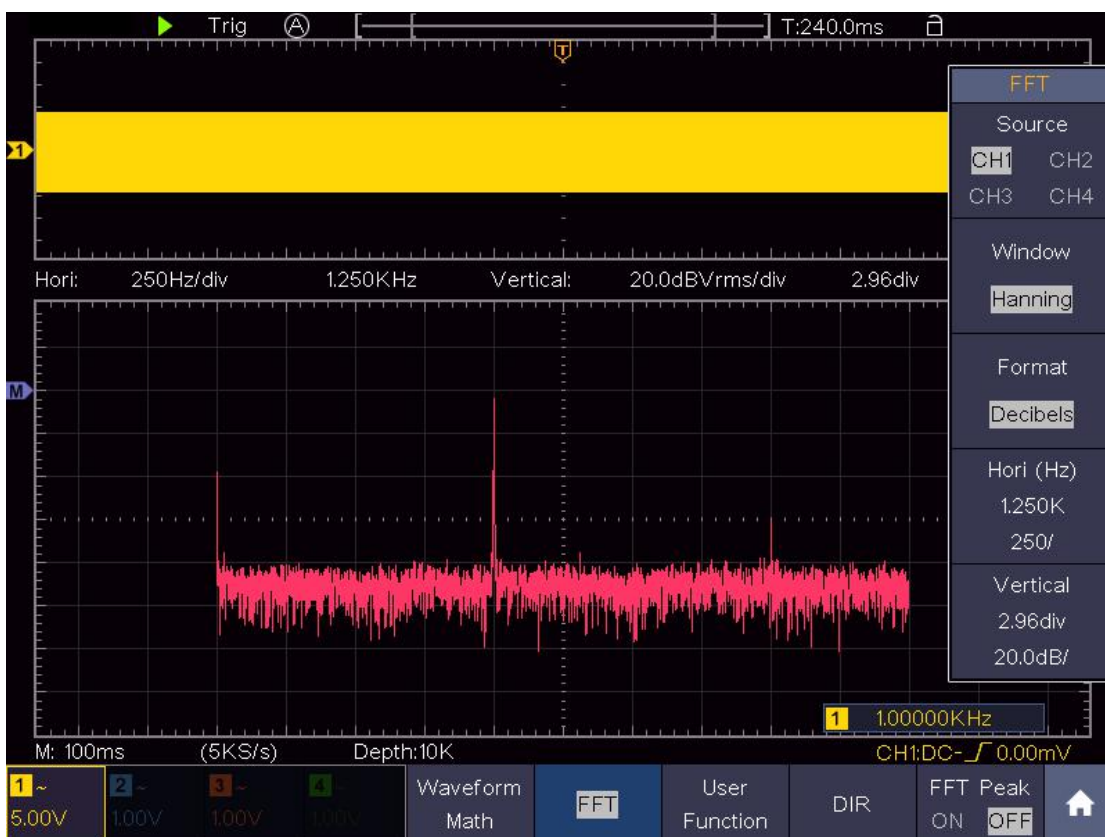 Trig A T:240.0ms
T
FFT
Source
CH1 CH2
CH3 CH4
1
Window
Hanning
Hori: 250Hz/div 1.250KHz Vertical: 20.0dBVrms/div 2.96div
Format
Decibels
M
Hori (Hz)
1.250K
250/
Vertical
2.96div
20.0dB/
1 1.00000KHz
M: 100ms (5KS/s) Depth:10K CH1:DC- 0.00mV
1 ~ 2 ~ 3 ~ 4 ~
5.00V 1.00V 1.00V 1.00V
Waveform
Math
FFT
User
Function
DIR
FFT Peak
ON OFF